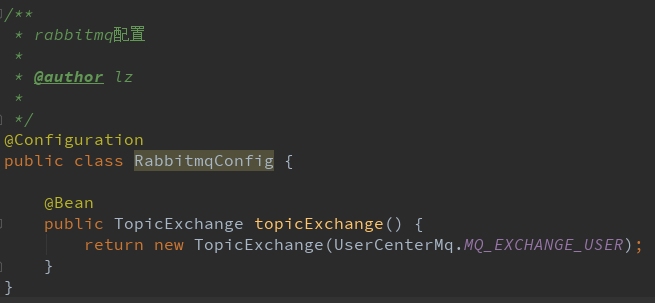 /**
 * rabbitmq配置
 *
 * @author lz
 *
 */
@Configuration
public class RabbitmqConfig {
    @Bean
    public TopicExchange topicExchange() {
        return new TopicExchange(UserCenterMq.MQ_EXCHANGE_USER);
    }
}